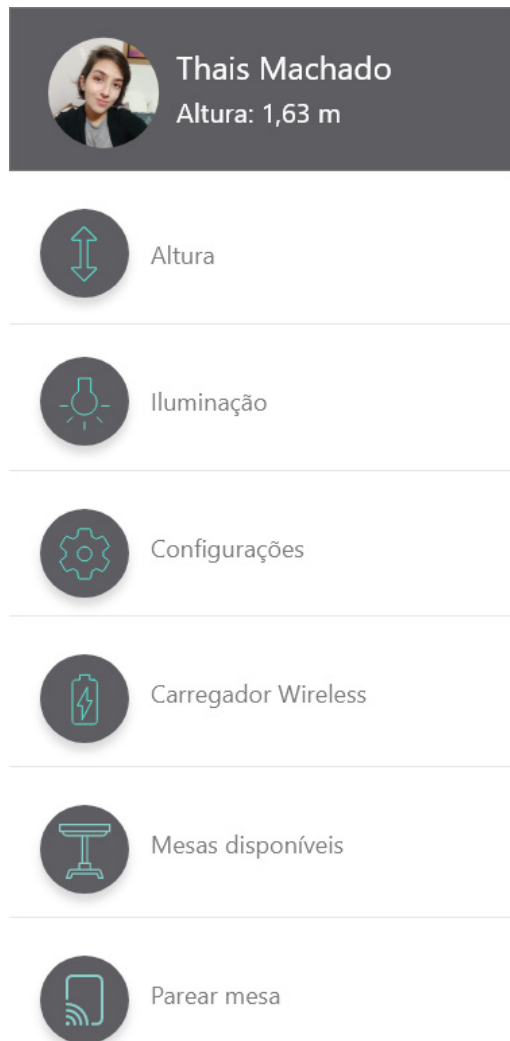 Thais Machado
Altura: 1,63 m
Altura
Iluminação
Configurações
Carregador Wireless
Mesas disponíveis
Parear mesa